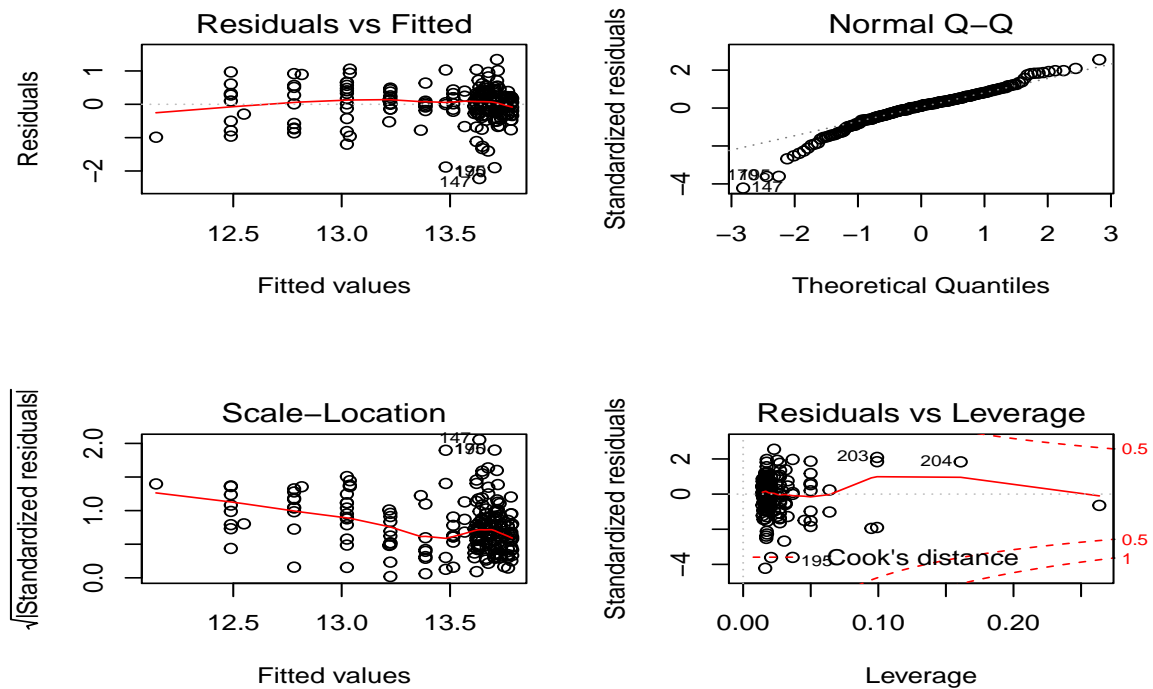 Residuals vs Fitted
Residuals
1
0
−2
195
147
12.5 13.0 13.5
Fitted values
Normal Q−Q
Standardized residuals
2
0
−4
147
−3 −2 −1 0 1 2 3
Theoretical Quantiles
Scale−Location
√|Standardized residuals|
2.0
1.0
0.0
147
195
12.5 13.0 13.5
Fitted values
Residuals vs Leverage
Standardized residuals
2
0
−4
203
204
195
Cook's distance
0.5
0.5
1
0.00 0.10 0.20
Leverage